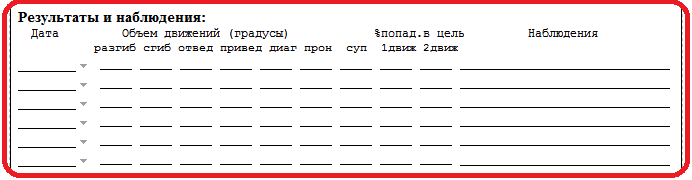 Результаты и наблюдения:
Дата Объем движений (градусы) %попад.в цель Наблюдения
разгиб сгиб отвед привед диаг прон суп 1движ 2движ